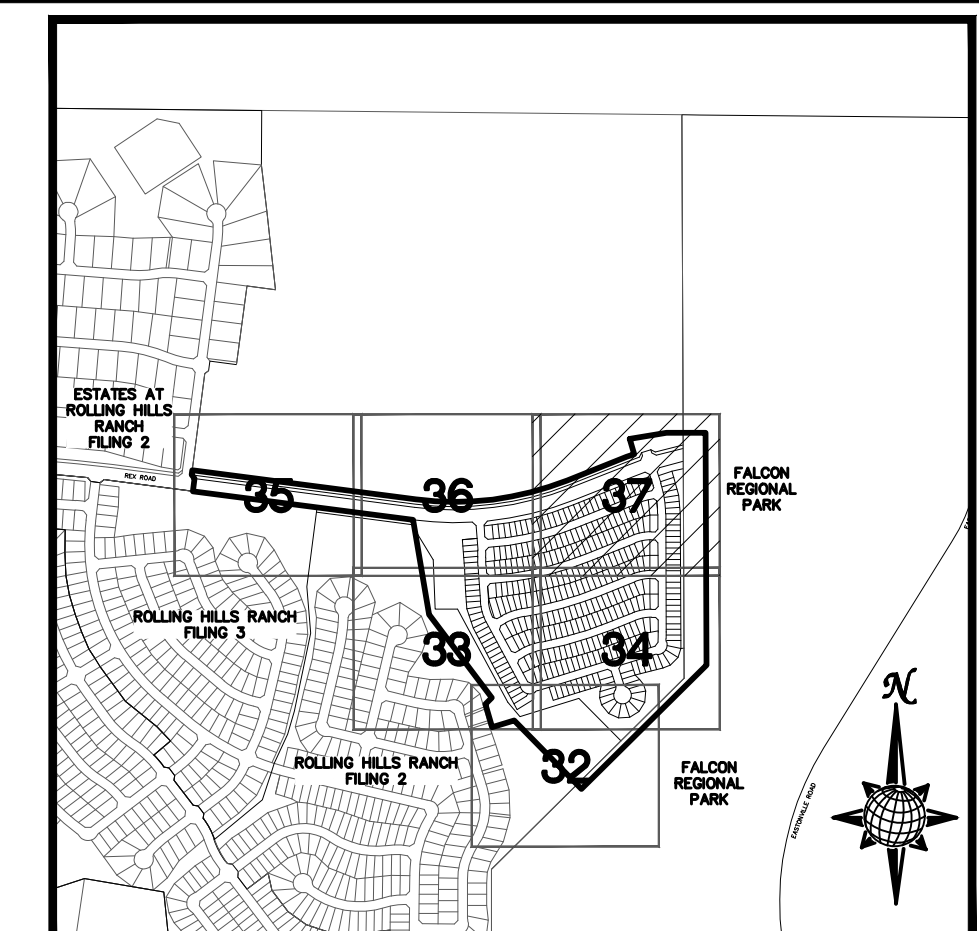 ESTATES AT
ROLLING HILLS
RANCH
FILING 2
REX ROAD
35
36
37
FALCON
REGIONAL
PARK
ROLLING HILLS RANCH
FILING 3
33
34
N
ROLLING HILLS RANCH
FILING 2
32
FALCON
REGIONAL
PARK
EASTONVILLE ROAD